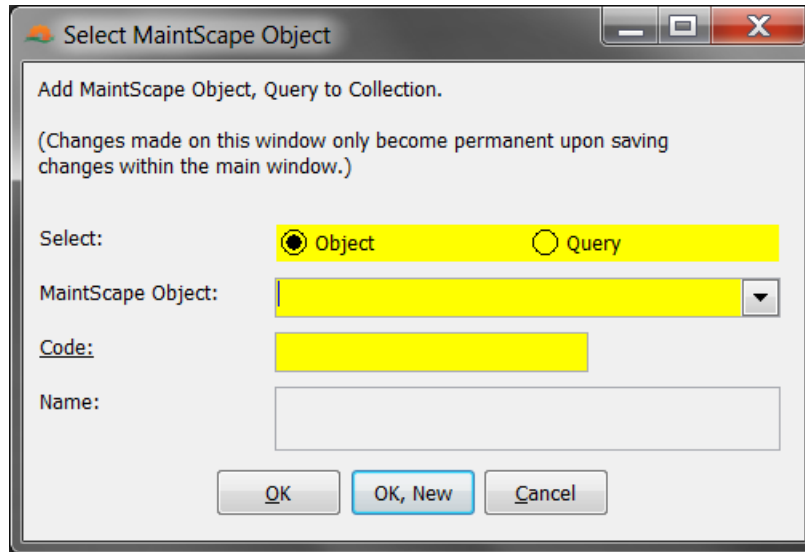 Select MaintScape Object
Add MaintScape Object, Query to Collection.
(Changes made on this window only become permanent upon saving
changes within the main window.)
Select: Object Query
MaintScape Object:
Code:
Name:
OK OK, New Cancel